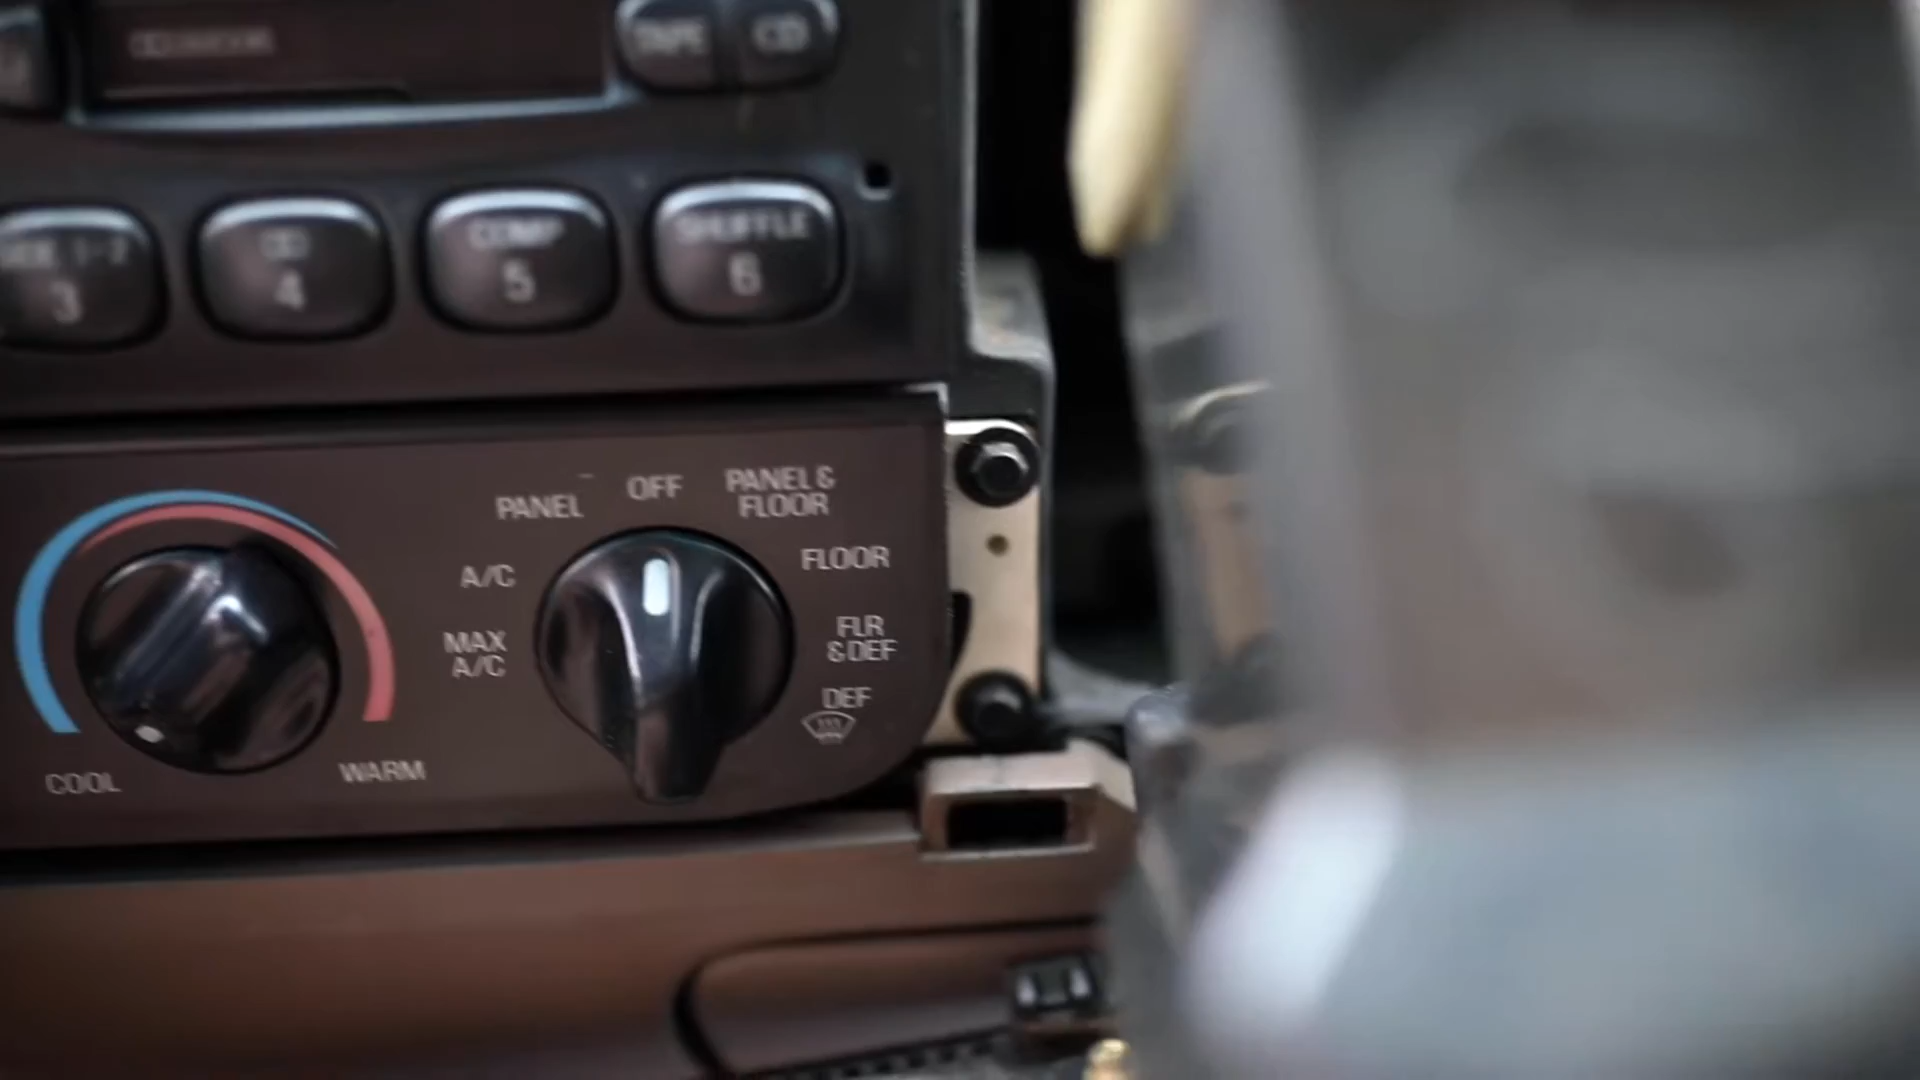 TAPE CD
3
4
COMP
5
SHUFFLE
6
PANEL
OFF
PANEL &
FLOOR
A/C
FLOOR
MAX
A/C
FLR
& DEF
DEF
COOL
WARM